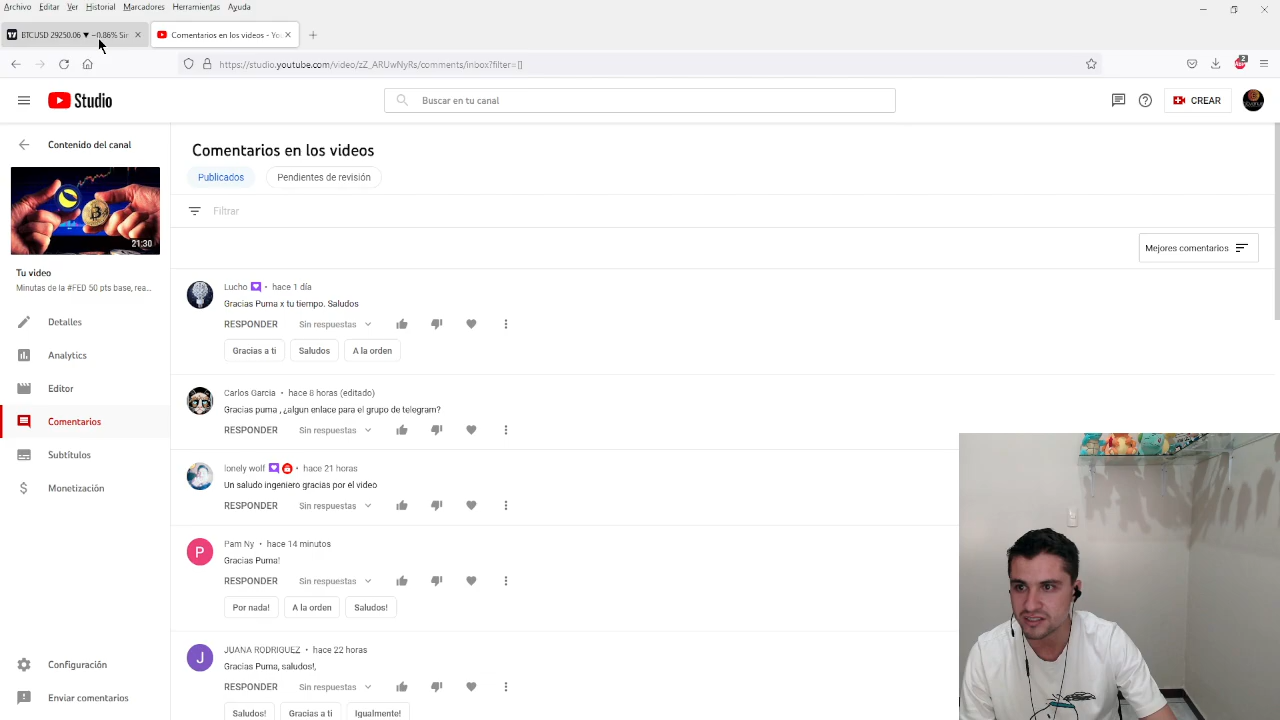 Archivo Editar Ver Historial Marcadores Herramientas Ayuda
BTCUSD 29250.06 ▼ −0.86% Sin
Comentarios en los videos - Yo
https://studio.youtube.com/video/zZ_ARUwNyRs/comments/inbox?filter=[]
2
Studio
Buscar en tu canal
CREAR
Contenido del canal
21:30
Tu video
Minutas de la #FED 50 pts base, rea...
Detalles
Analytics
Editor
Comentarios
Subtítulos
Monetización
Configuración
Enviar comentarios
Comentarios en los videos
Publicados
Pendientes de revisión
Filtrar
Mejores comentarios
Lucho • hace 1 día
Gracias Puma x tu tiempo. Saludos
RESPONDER Sin respuestas
Gracias a ti Saludos A la orden
Carlos Garcia • hace 8 horas (editado)
Gracias puma , ¿algun enlace para el grupo de telegram?
RESPONDER Sin respuestas
lonely wolf • hace 21 horas
Un saludo ingeniero gracias por el video
RESPONDER Sin respuestas
P
Pam Ny • hace 14 minutos
Gracias Puma!
RESPONDER Sin respuestas
Por nada! A la orden Saludos!
J
JUANA RODRIGUEZ • hace 22 horas
Gracias Puma, saludos!,
RESPONDER Sin respuestas
Saludos! Gracias a ti Igualmente!